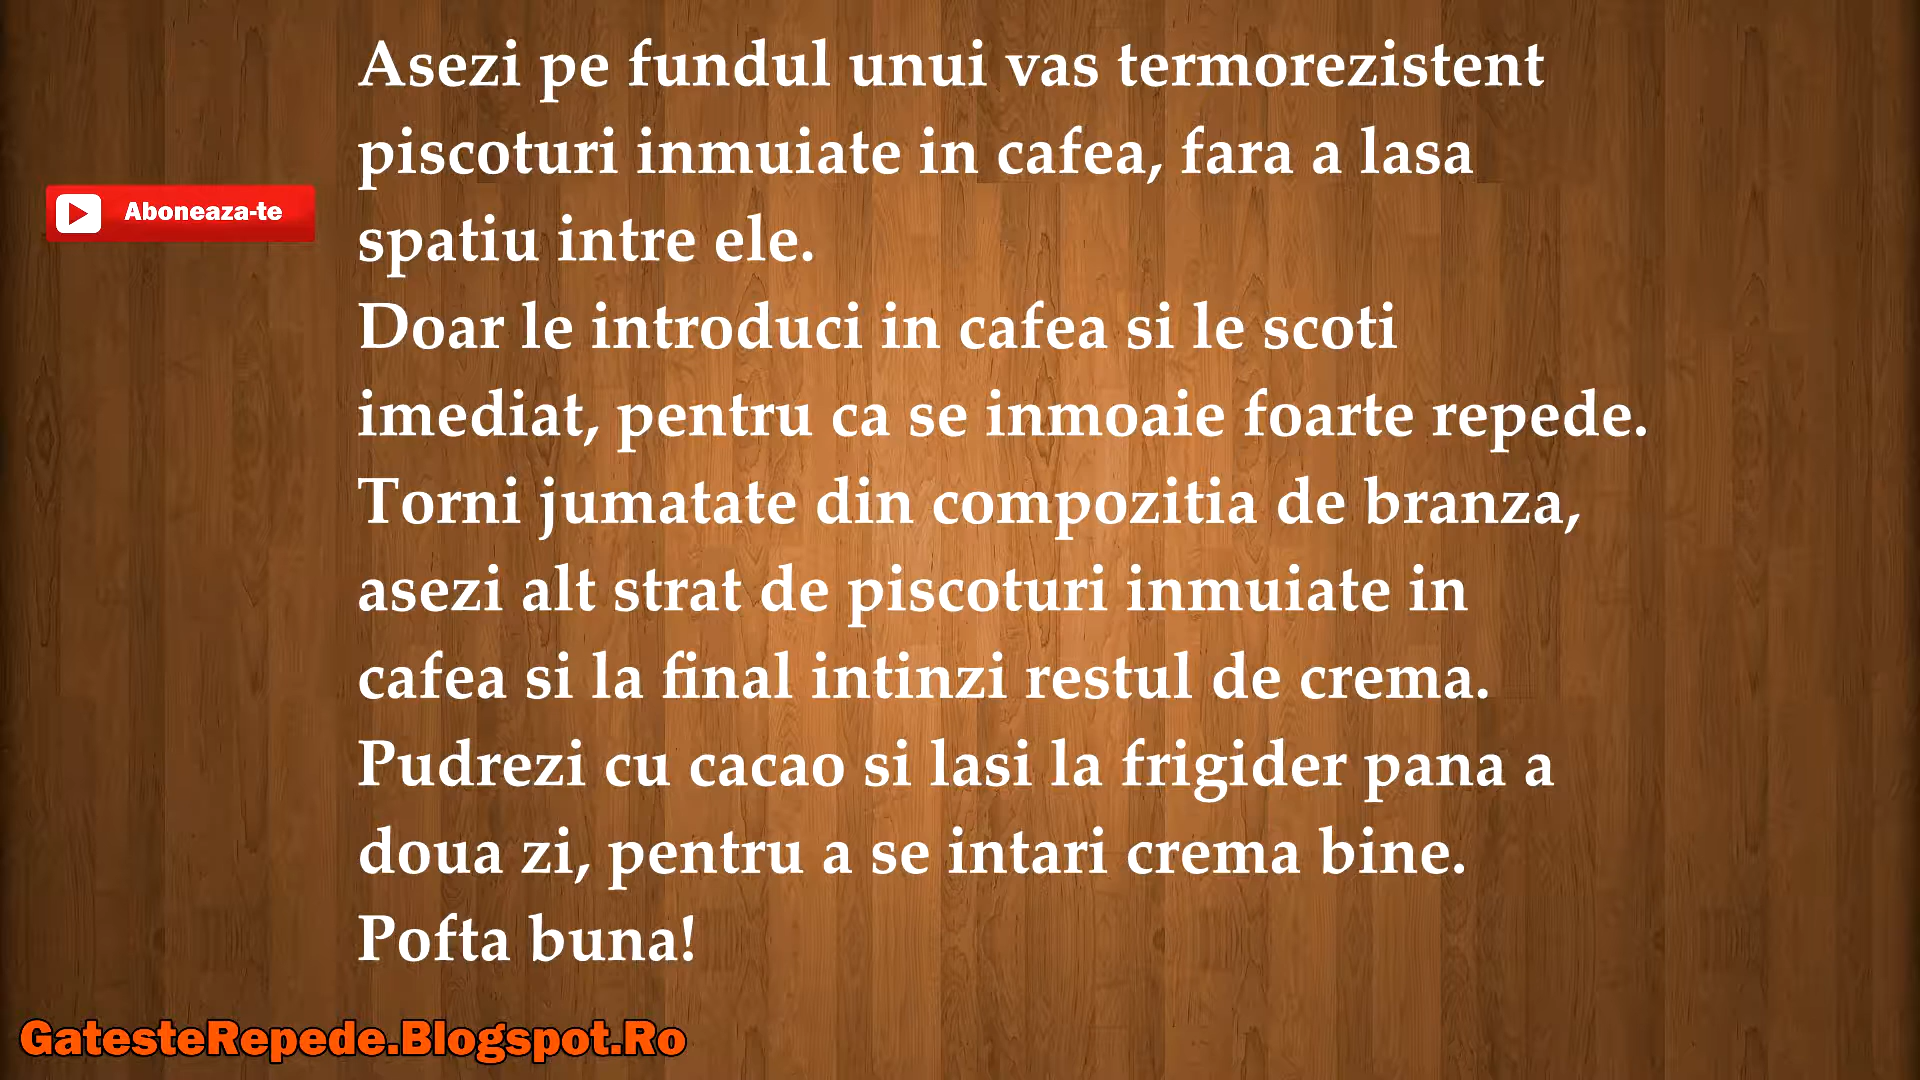 Asezi pe fundul unui vas termorezistent
piscoturi inmuiate in cafea, fara a lasa
spatiu intre ele.
Doar le introduci in cafea si le scoti
imediat, pentru ca se inmoaie foarte repede.
Torni jumatate din compozitia de branza,
asezi alt strat de piscoturi inmuiate in
cafea si la final intinzi restul de crema.
Pudrezi cu cacao si lasi la frigider pana a
doua zi, pentru a se intari crema bine.
Pofta buna!
Aboneaza-te
GatesteRepede.Blogspot.Ro